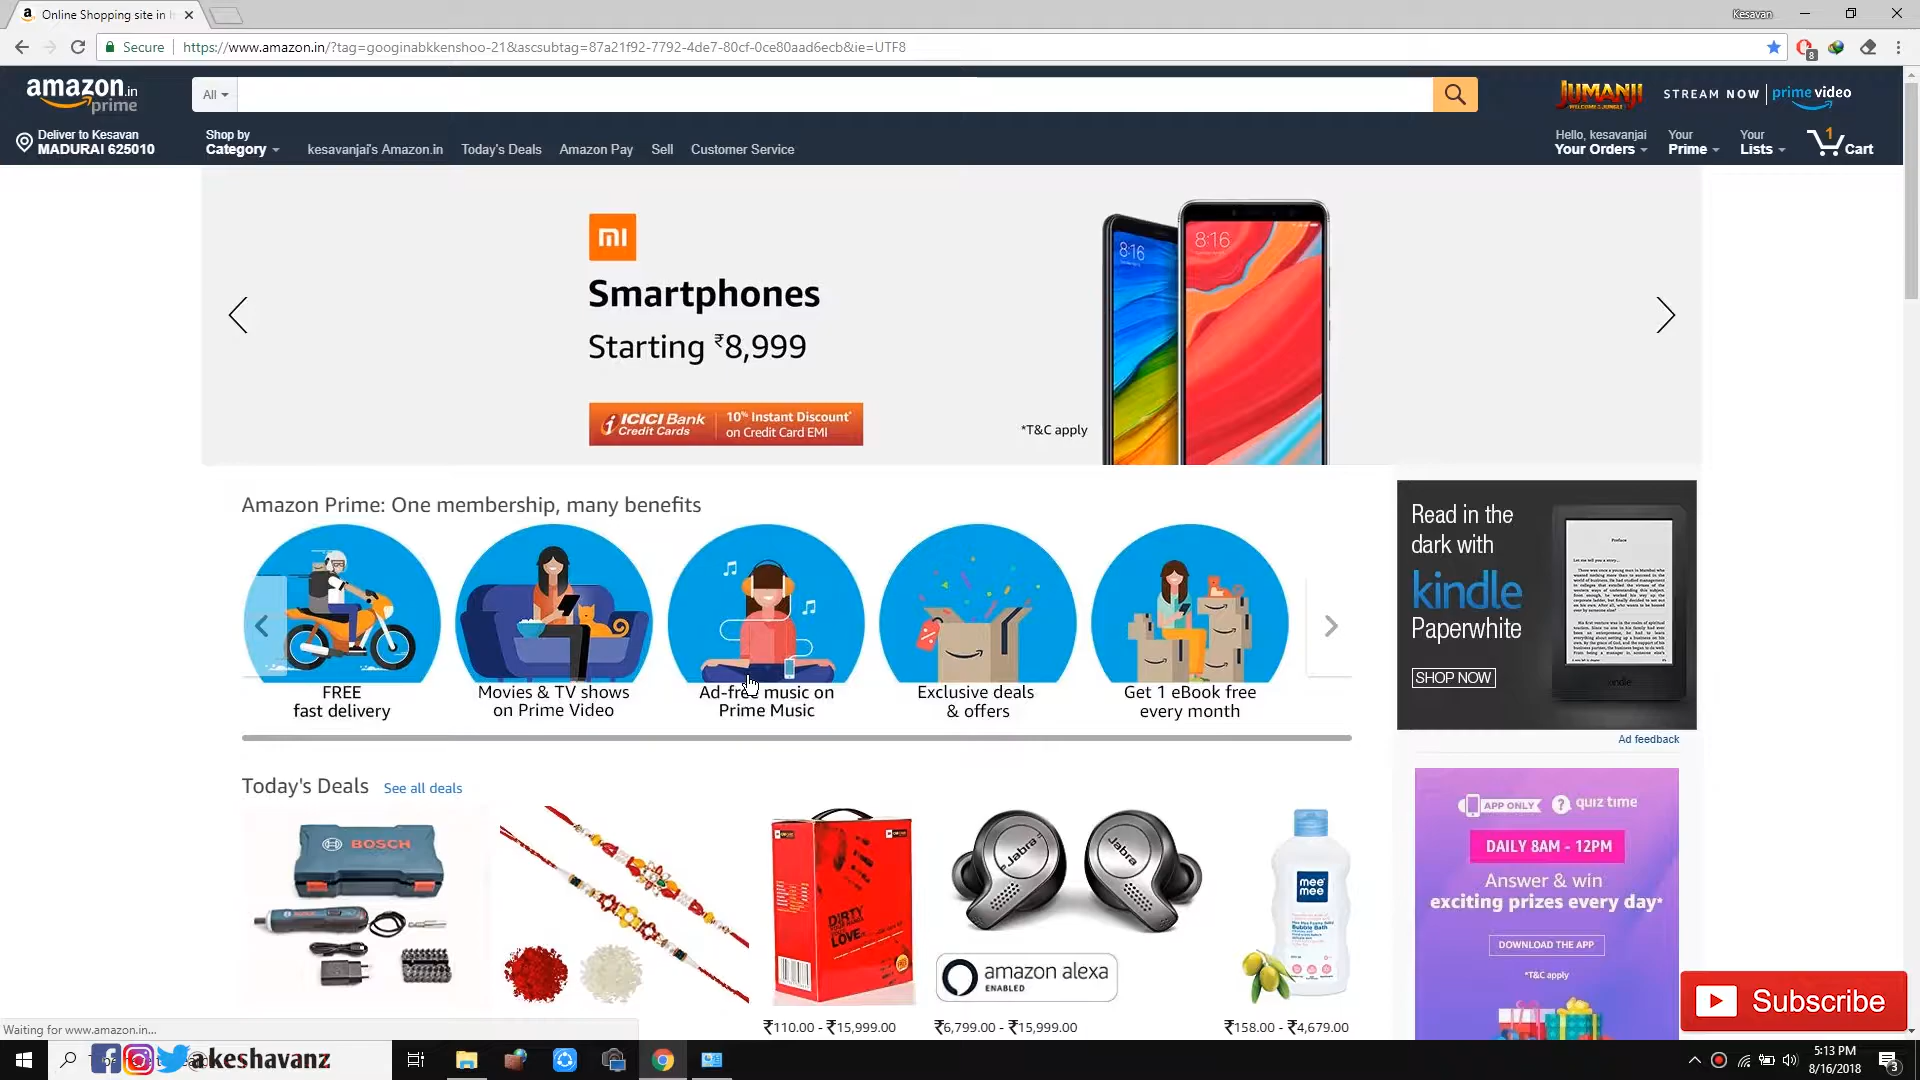 Online Shopping site in
Kesavan
Secure
https://www.amazon.in/?tag=googinabkkenshoo-21&ascsubtag=87a21f92-7792-4de7-80cf-0ce80aad6ecb&ie=UTF8
8
amazon.in
prime
All
JUMANJI
STREAM NOW
prime video
Deliver to Kesavan
MADURAI 625010
Shop by
Category
kesavanjai's Amazon.in
Today's Deals
Amazon Pay
Sell
Customer Service
Hello, kesavanjai
Your Orders
Your
Prime
Your
Lists
1
Cart
mi
Smartphones
Starting ₹8,999
ICICI Bank
Credit Cards
10% Instant Discount*
on Credit Card EMI
*T&C apply
8:16
8:16
Amazon Prime: One membership, many benefits
FREE
fast delivery
Movies & TV shows
on Prime Video
Ad-free music on
Prime Music
Exclusive deals
& offers
Get 1 eBook free
every month
Read in the
dark with
kindle
Paperwhite
SHOP NOW
kindle
Ad feedback
Today's Deals
See all deals
BOSCH
DIRTY
LOVE
Jabra
Jabra
amazon alexa
ENABLED
mee mee
Bubble Bath
₹110.00 - ₹15,999.00
₹6,799.00 - ₹15,999.00
₹158.00 - ₹4,679.00
APP ONLY
? quiz time
DAILY 8AM - 12PM
Answer & win
exciting prizes every day*
DOWNLOAD THE APP
*T&C apply
Subscribe
Waiting for www.amazon.in...
@akeshavanz
5:13 PM
8/16/2018
3